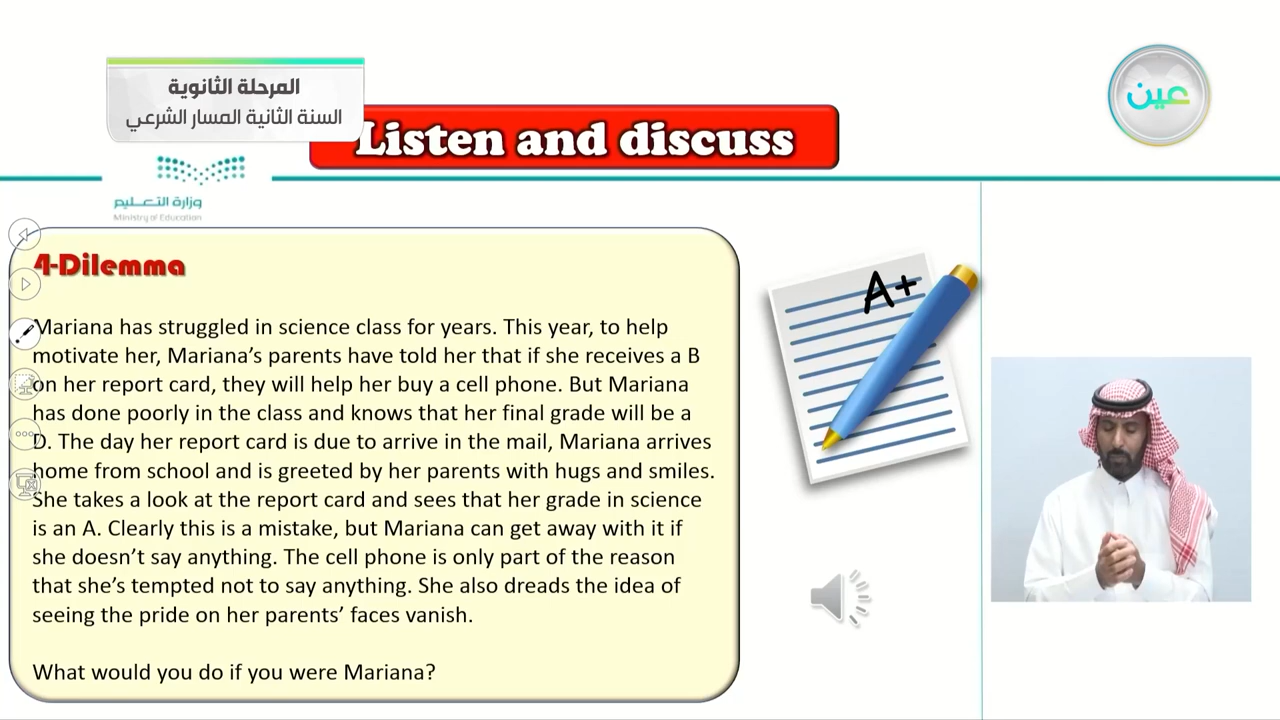 المرحلة الثانوية
السنة الثانية المسار الشرعي
عين
Listen and discuss
وزارة التعليم
Ministry of Education
4-Dilemma
A+
Mariana has struggled in science class for years. This year, to help
motivate her, Mariana’s parents have told her that if she receives a B
on her report card, they will help her buy a cell phone. But Mariana
has done poorly in the class and knows that her final grade will be a
D. The day her report card is due to arrive in the mail, Mariana arrives
home from school and is greeted by her parents with hugs and smiles.
She takes a look at the report card and sees that her grade in science
is an A. Clearly this is a mistake, but Mariana can get away with it if
she doesn’t say anything. The cell phone is only part of the reason
that she’s tempted not to say anything. She also dreads the idea of
seeing the pride on her parents’ faces vanish.
What would you do if you were Mariana?